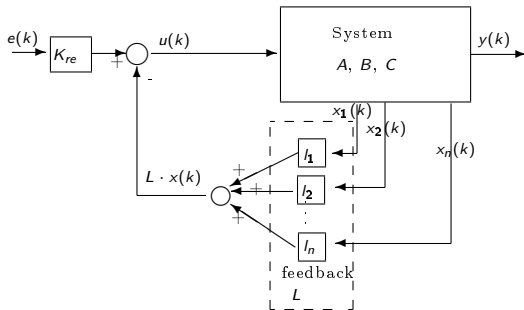 e(k)
K_re
+
-
u(k)
System
A, B, C
y(k)
x_1(k)
x_2(k)
x_n(k)
l_1
l_2
⋮
l_n
+
+
+
L · x(k)
feedback
L